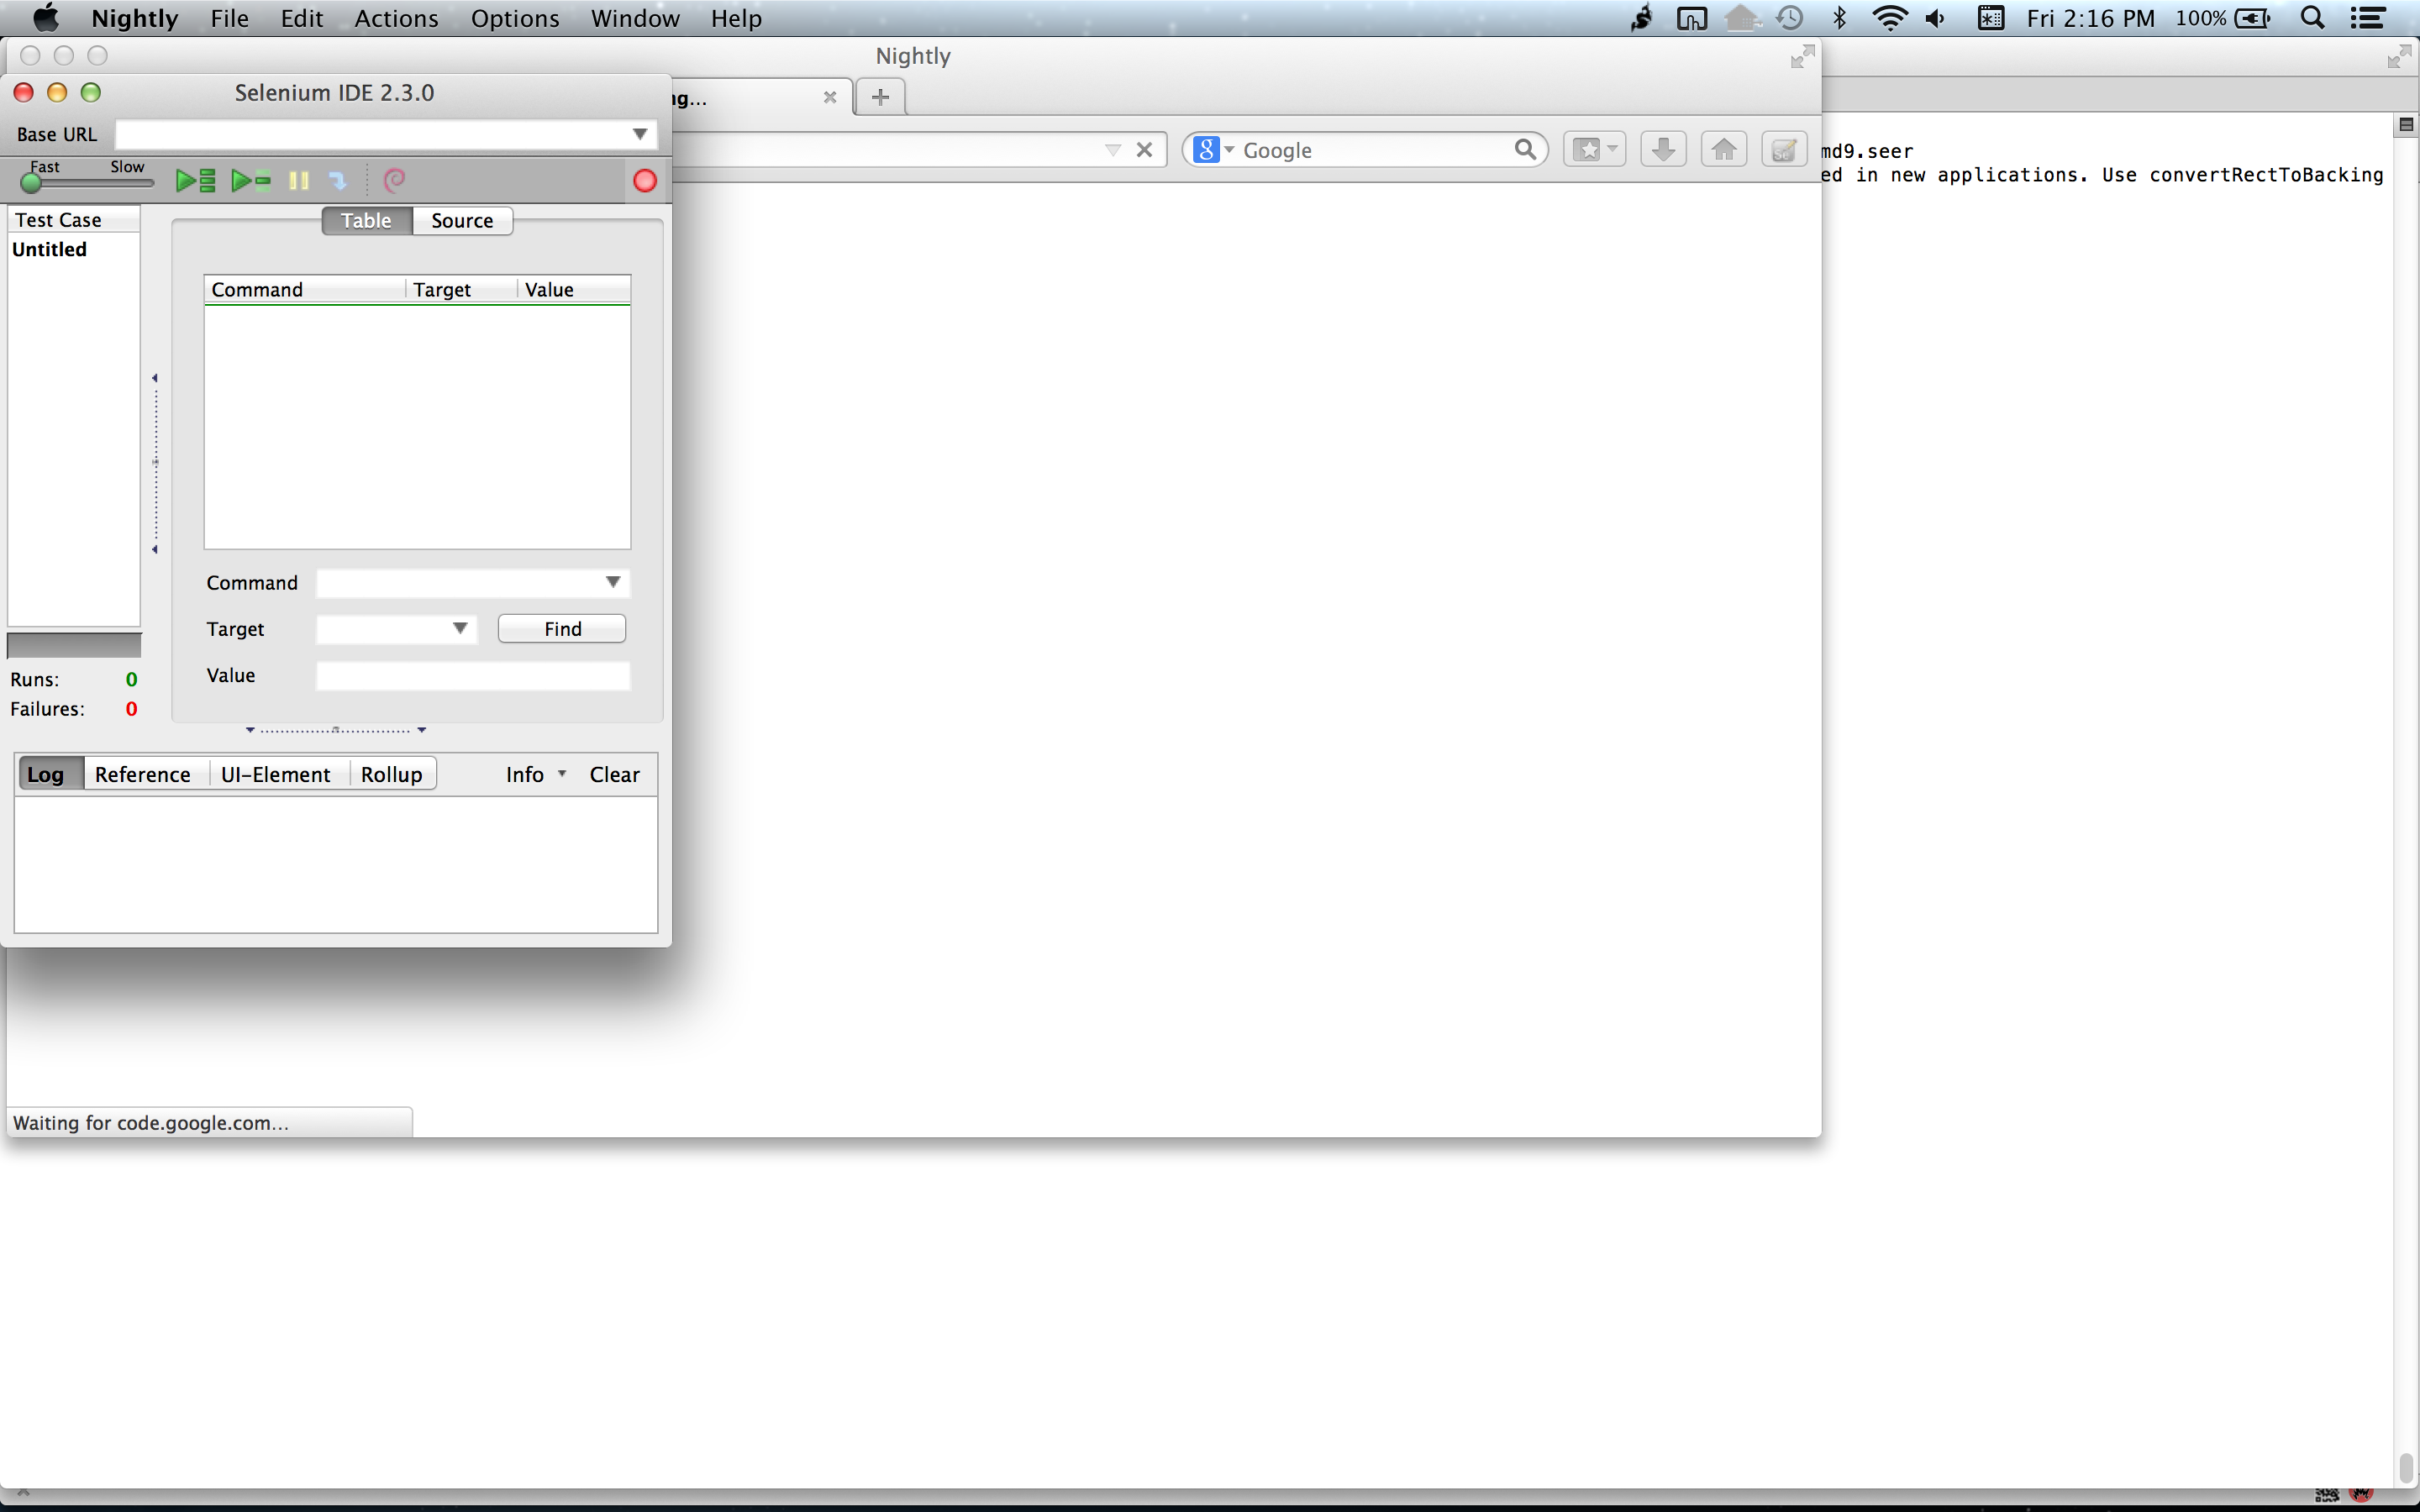 Nightly File Edit Actions Options Window Help Fri 2:16 PM 100%
Nightly
Selenium IDE 2.3.0
ng...
Base URL
Google
md9.seer
Fast Slow
ed in new applications. Use convertRectToBacking
Test Case
Table Source
Untitled
Command Target Value
Command
Target Find
Value
Runs: 0
Failures: 0
Log Reference UI-Element Rollup Info Clear
Waiting for code.google.com...